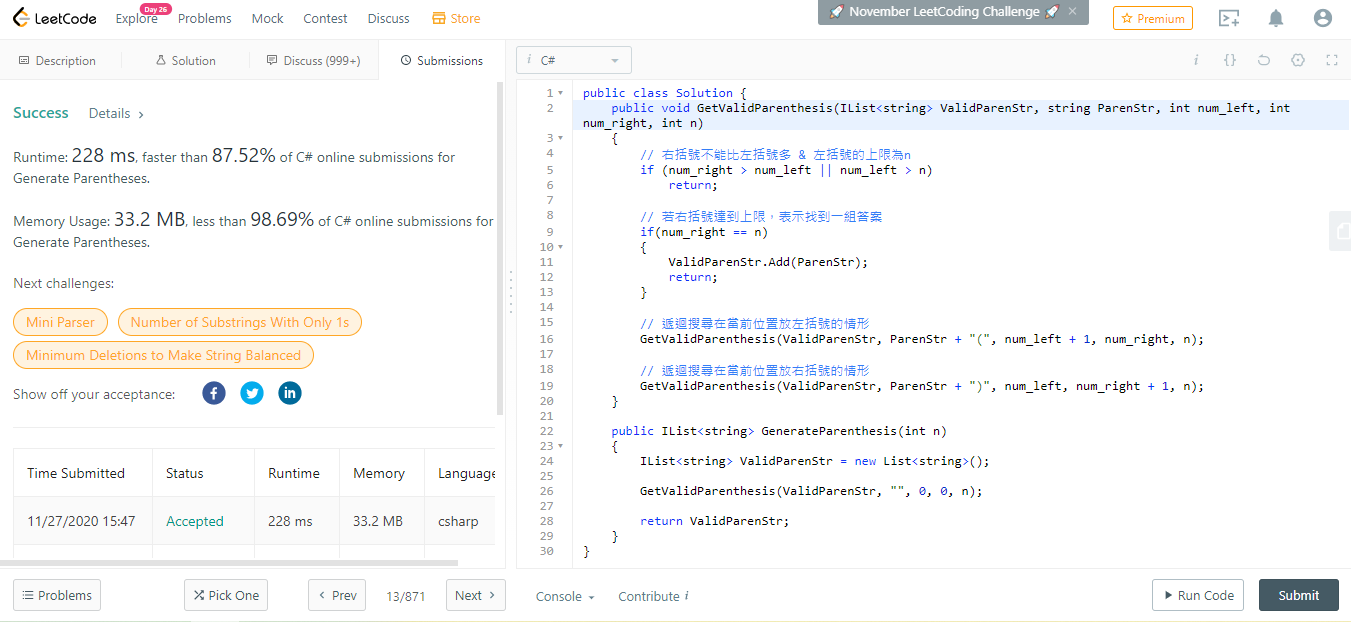 LeetCode
Explore
Day 26
Problems
Mock
Contest
Discuss
Store
🚀 November LeetCoding Challenge 🚀 ×
Premium
Description
Solution
Discuss (999+)
Submissions
Success
Details
Runtime: 228 ms, faster than 87.52% of C# online submissions for
Generate Parentheses.
Memory Usage: 33.2 MB, less than 98.69% of C# online submissions for
Generate Parentheses.
Next challenges:
Mini Parser
Number of Substrings With Only 1s
Minimum Deletions to Make String Balanced
Show off your acceptance:
Time Submitted Status Runtime Memory Language
11/27/2020 15:47 Accepted 228 ms 33.2 MB csharp
i C#
1 public class Solution {
2 public void GetValidParenthesis(IList<string> ValidParenStr, string ParenStr, int num_left, int
num_right, int n)
3 {
4 // 右括號不能比左括號多 & 左括號的上限為n
5 if (num_right > num_left || num_left > n)
6 return;
7
8 // 若右括號達到上限，表示找到一組答案
9 if(num_right == n)
10 {
11 ValidParenStr.Add(ParenStr);
12 return;
13 }
14
15 // 遞迴搜尋在當前位置放左括號的情形
16 GetValidParenthesis(ValidParenStr, ParenStr + "(", num_left + 1, num_right, n);
17
18 // 遞迴搜尋在當前位置放右括號的情形
19 GetValidParenthesis(ValidParenStr, ParenStr + ")", num_left, num_right + 1, n);
20 }
21
22 public IList<string> GenerateParenthesis(int n)
23 {
24 IList<string> ValidParenStr = new List<string>();
25
26 GetValidParenthesis(ValidParenStr, "", 0, 0, n);
27
28 return ValidParenStr;
29 }
30 }
Problems
Pick One
Prev
13/871
Next
Console
Contribute i
Run Code
Submit